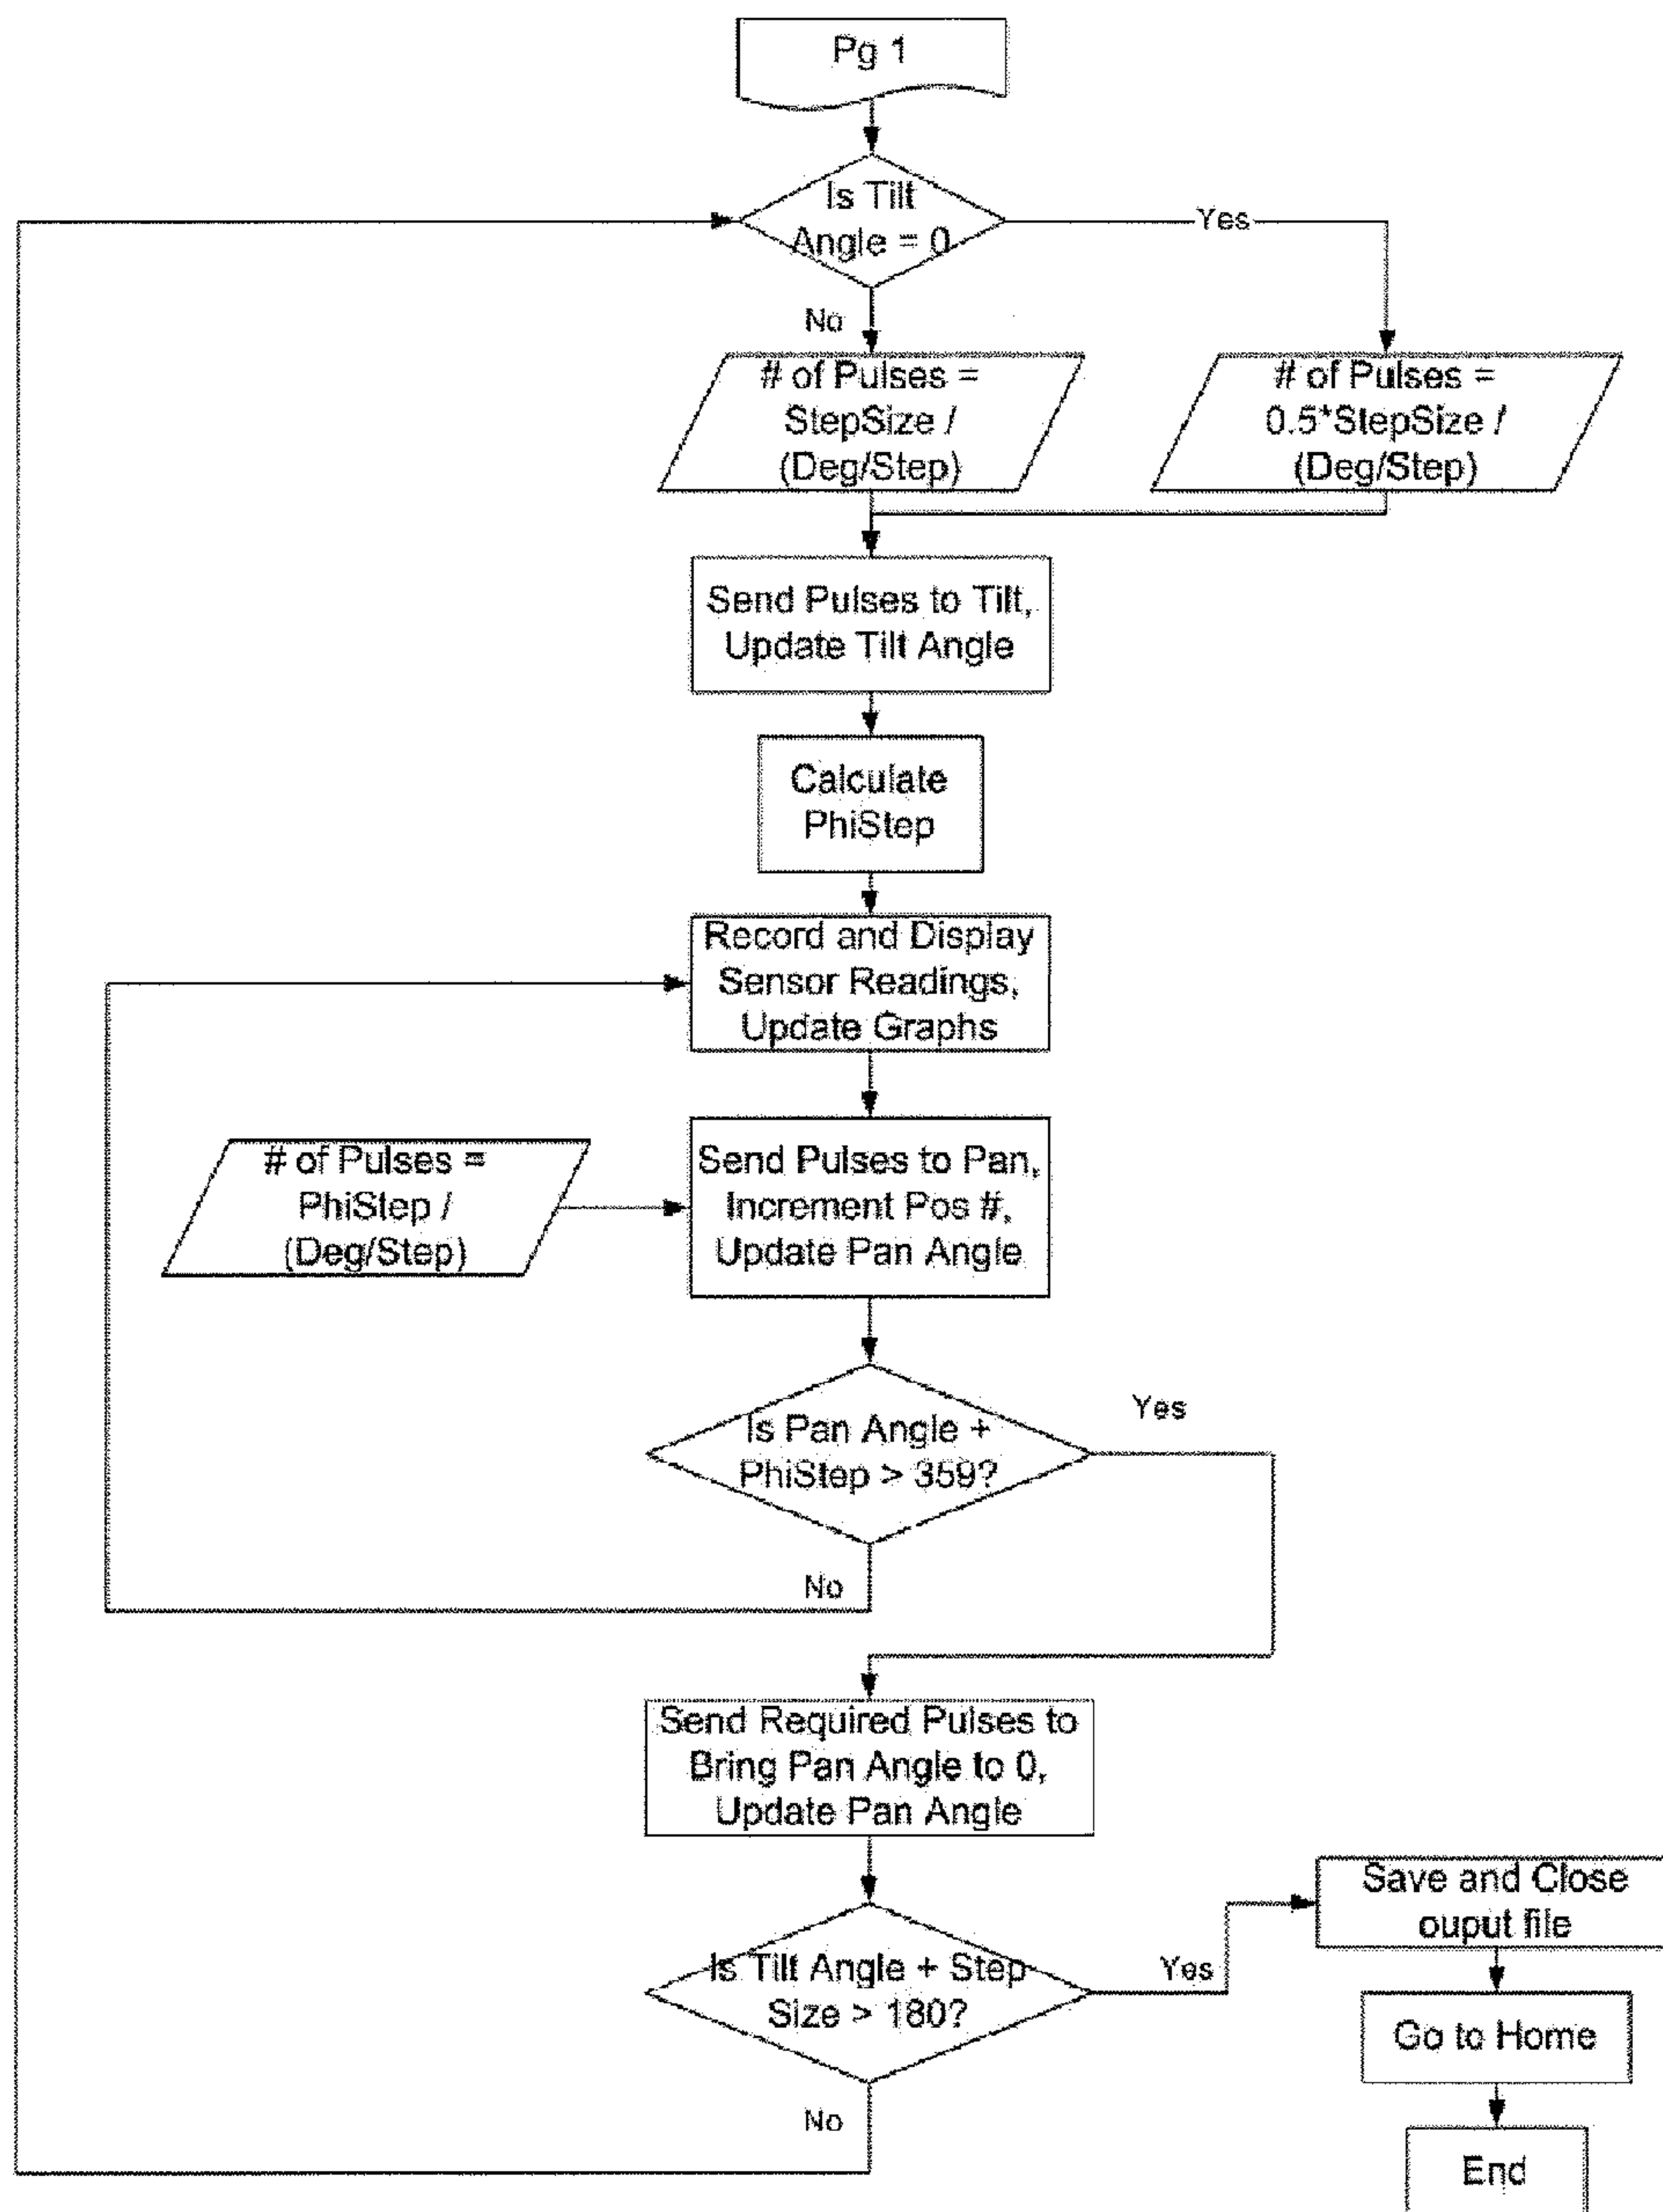 Pg 1
Is Tilt
Angle = 0
Yes
No
# of Pulses =
StepSize /
(Deg/Step)
# of Pulses =
0.5*StepSize /
(Deg/Step)
Send Pulses to Tilt,
Update Tilt Angle
Calculate
PhiStep
Record and Display
Sensor Readings,
Update Graphs
# of Pulses =
PhiStep /
(Deg/Step)
Send Pulses to Pan,
Increment Pos #,
Update Pan Angle
Is Pan Angle +
PhiStep > 359?
Yes
No
Send Required Pulses to
Bring Pan Angle to 0,
Update Pan Angle
Is Tilt Angle + Step
Size > 180?
Yes
No
Save and Close
ouput file
Go to Home
End